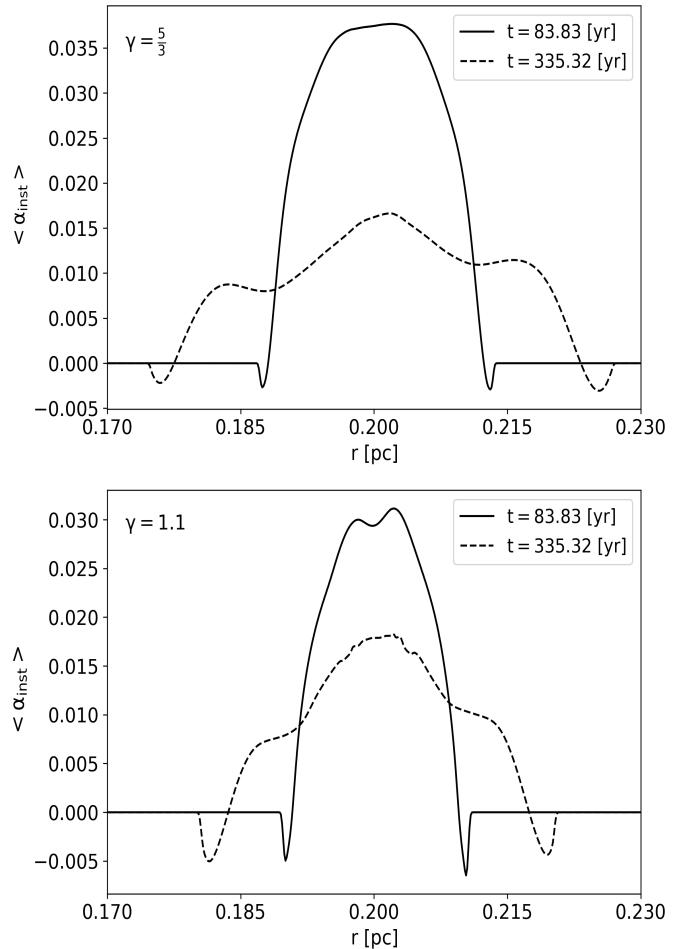 γ = 5/3
t = 83.83 [yr]
t = 335.32 [yr]
< α_inst >
0.035
0.030
0.025
0.020
0.015
0.010
0.005
0.000
−0.005
0.170 0.185 0.200 0.215 0.230
r [pc]
γ = 1.1
t = 83.83 [yr]
t = 335.32 [yr]
< α_inst >
0.030
0.025
0.020
0.015
0.010
0.005
0.000
−0.005
0.170 0.185 0.200 0.215 0.230
r [pc]